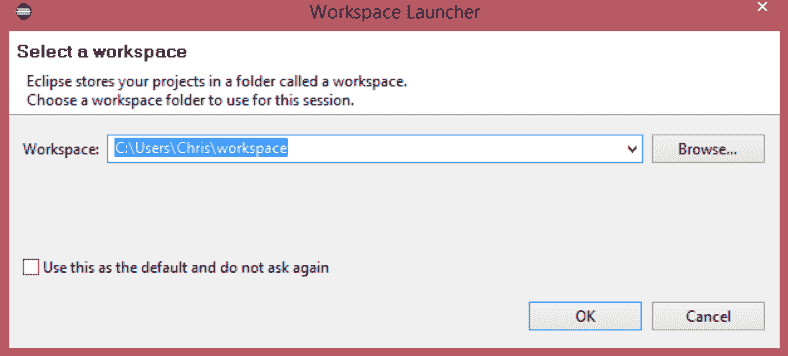 Workspace Launcher
Select a workspace
Eclipse stores your projects in a folder called a workspace.
Choose a workspace folder to use for this session.
Workspace: C:\Users\Chris\workspace Browse...
Use this as the default and do not ask again
OK Cancel